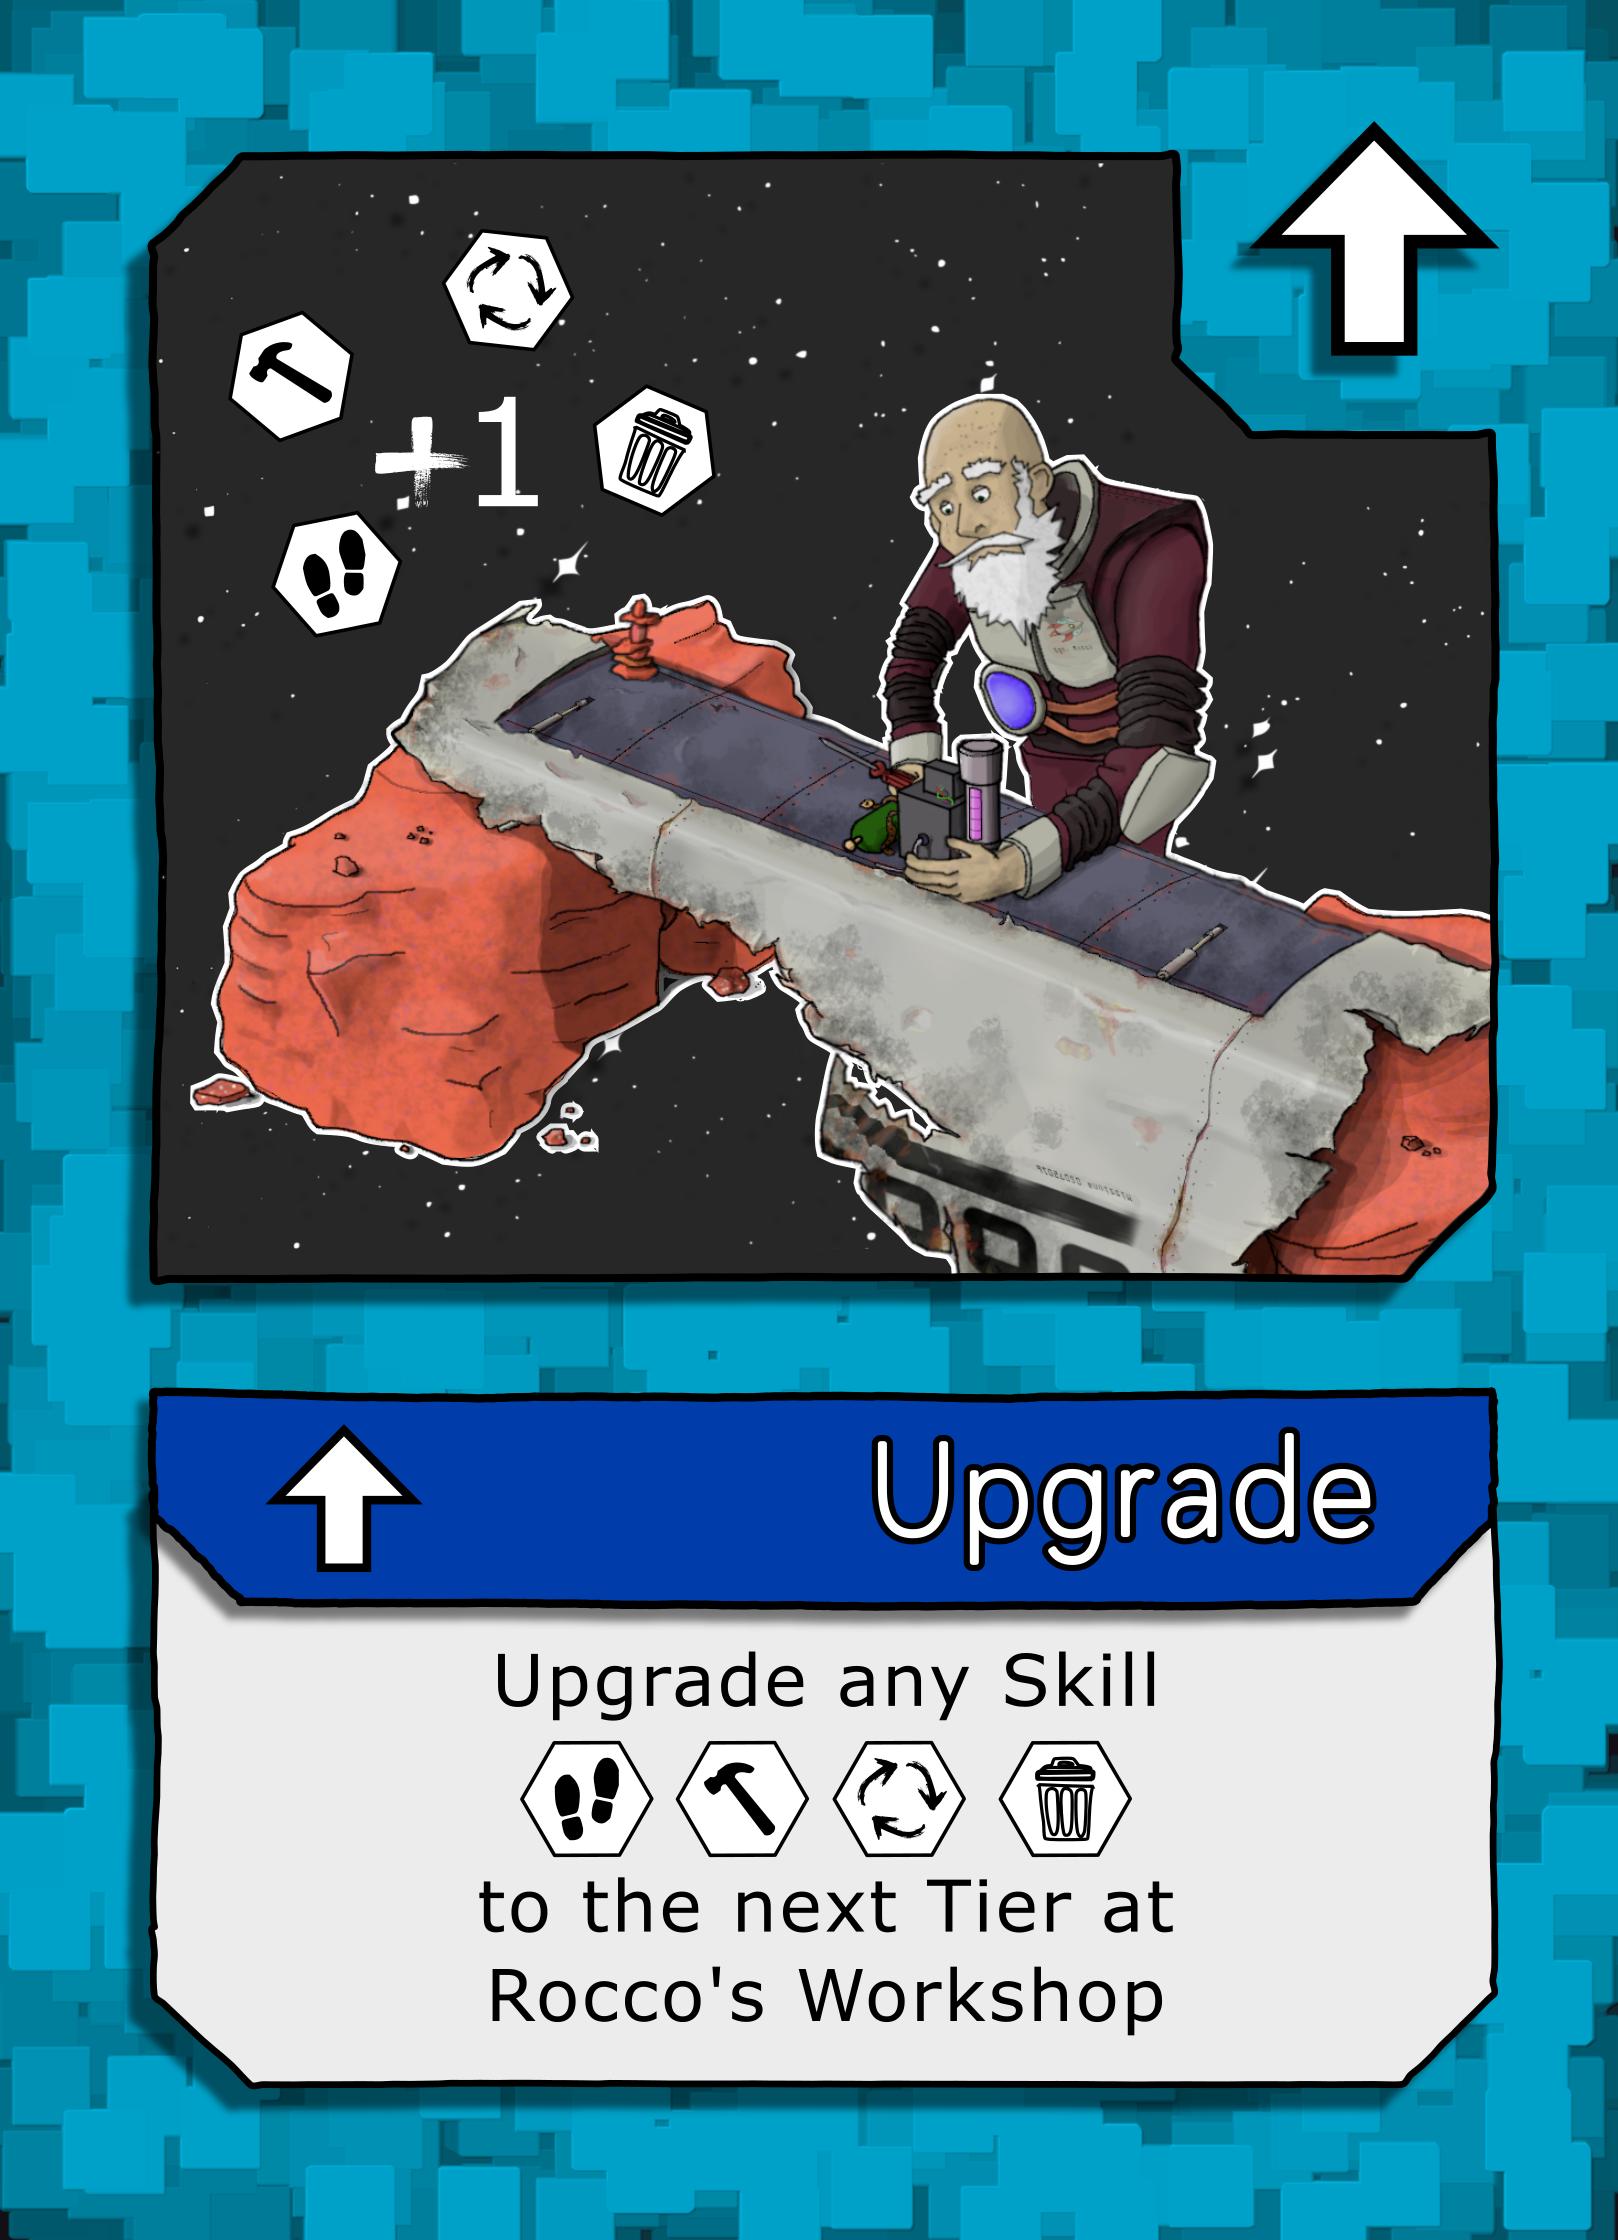 +1
Upgrade
Upgrade any Skill
to the next Tier at
Rocco's Workshop